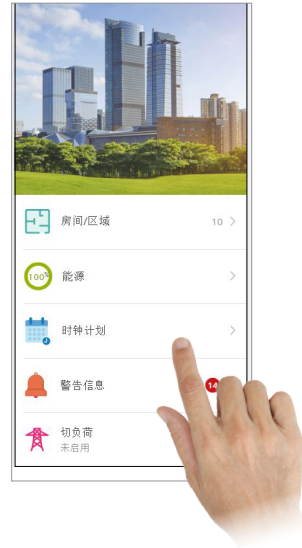 房间/区域 10
100%
能源
时钟计划
警告信息 14
切负荷
未启用